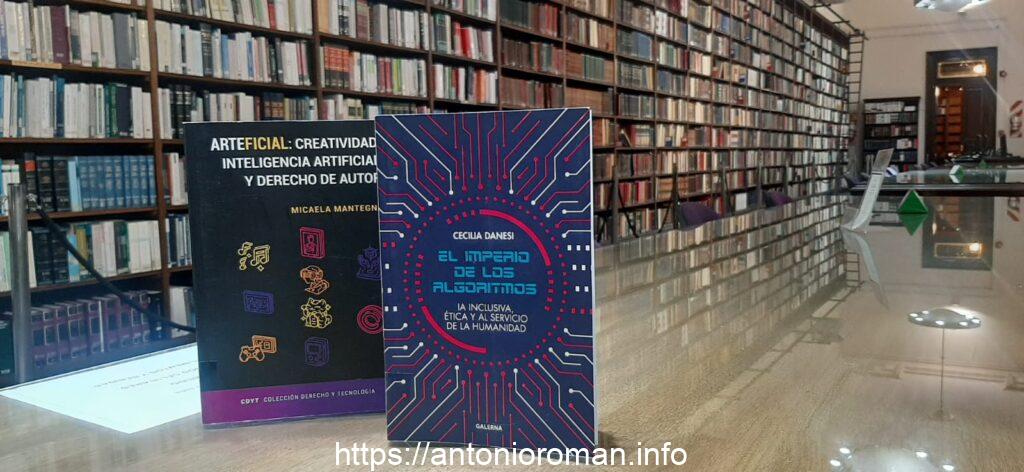 ARTEFICIAL: CREATIVIDAD
INTELIGENCIA ARTIFICIAL
Y DERECHO DE AUTOR
MICAELA MANTEGN
CDYT COLECCIÓN DERECHO Y TECNOLOGÍA
CECILIA DANESI
EL IMPERIO
DE LOS
ALGORITMOS
IA INCLUSIVA,
ÉTICA Y AL SERVICIO
DE LA HUMANIDAD
GALERNA
https://antonioroman.info